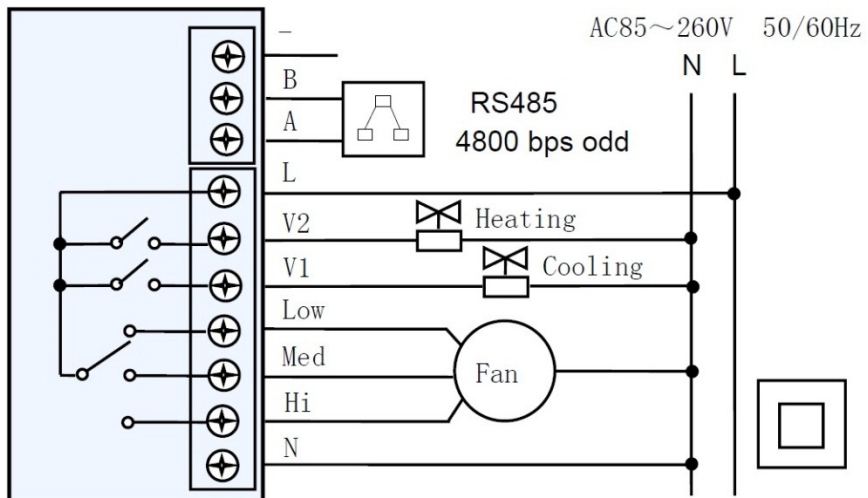 AC85～260V 50/60Hz
N L
-
B
A
RS485
4800 bps odd
L
V2
Heating
V1
Cooling
Low
Med
Fan
Hi
N